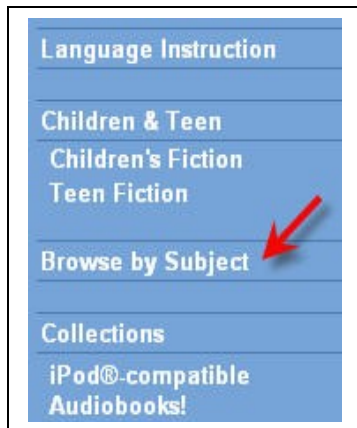 Language Instruction
Children & Teen
Children's Fiction
Teen Fiction
Browse by Subject
Collections
iPod®-compatible
Audiobooks!